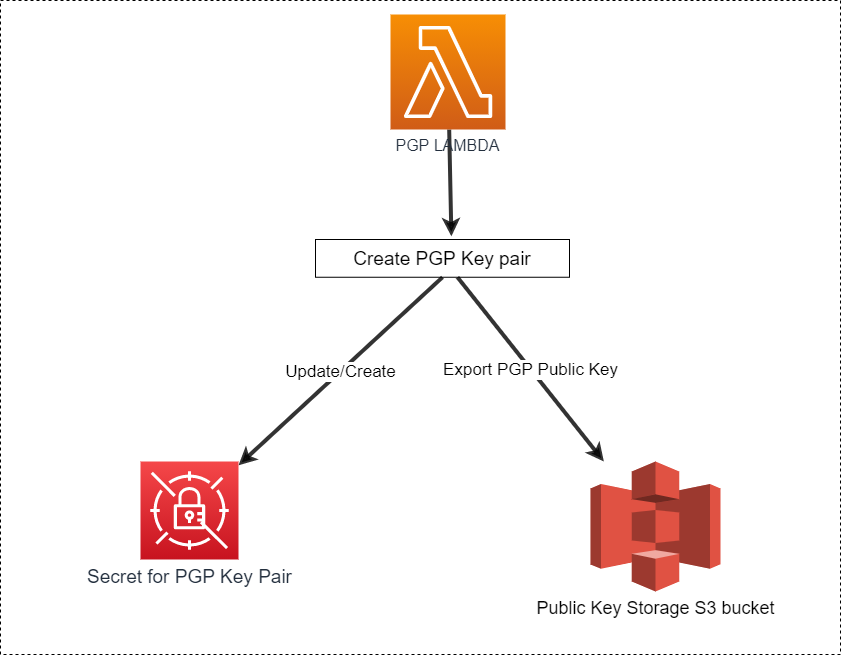 PGP LAMBDA
Create PGP Key pair
Update/Create
Export PGP Public Key
Secret for PGP Key Pair
Public Key Storage S3 bucket